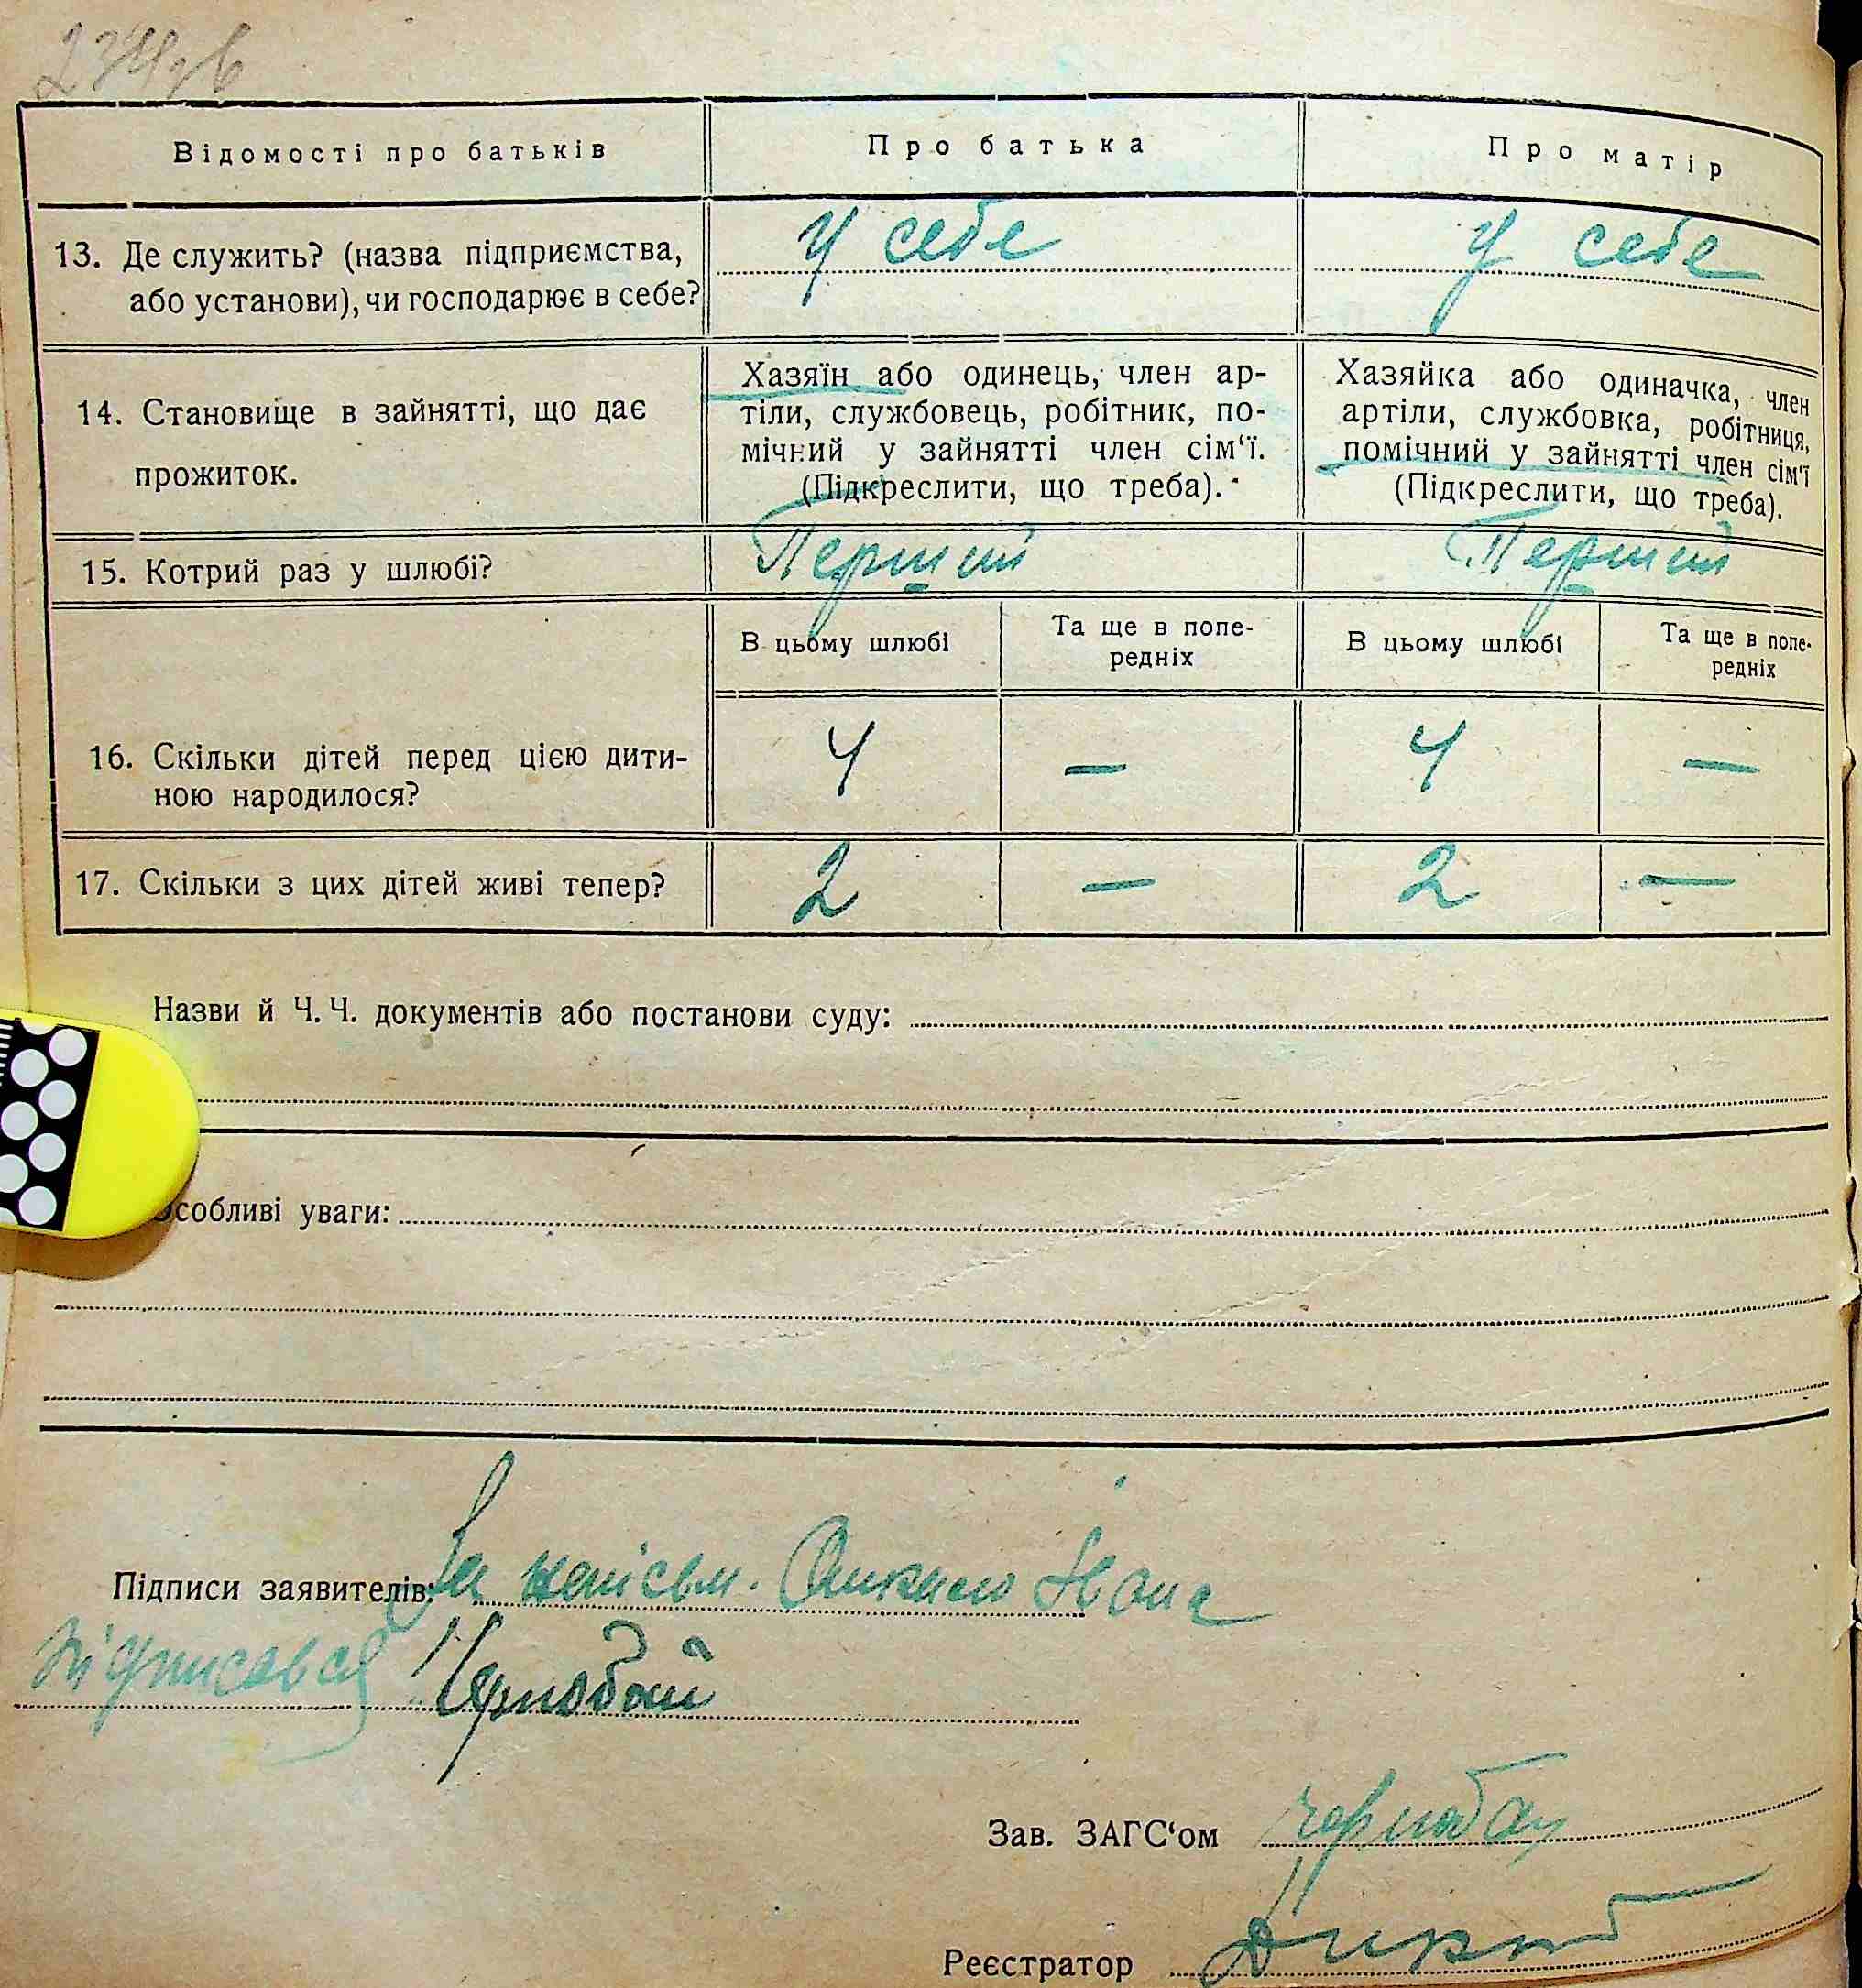 Відомості про батьків
Про батька
Про матір
13. Де служить? (назва підприємства,
або установи), чи господарює в себе?
у себе
у себе
14. Становище в зайнятті, що дає
прожиток.
Хазяїн або одинець, член ар-
тіли, службовець, робітник, по-
мічний у зайнятті член сім‘ї.
(Підкреслити, що треба).
Хазяйка або одиначка, член
артіли, службовка, робітниця,
помічний у зайнятті член сім‘ї
(Підкреслити, що треба).
15. Котрий раз у шлюбі?
Перший
Перший
В цьому шлюбі
Та ще в попе-
редніх
В цьому шлюбі
Та ще в попе-
редніх
16. Скільки дітей перед цією дити-
ною народилося?
4
—
4
—
17. Скільки з цих дітей живі тепер?
2
—
2
—
Назви й Ч. Ч. документів або постанови суду:
Особливі уваги:
Підписи заявителів: За Івана
підписався Чорнобай
Зав. ЗАГС‘ом Чорнобай
Реєстратор